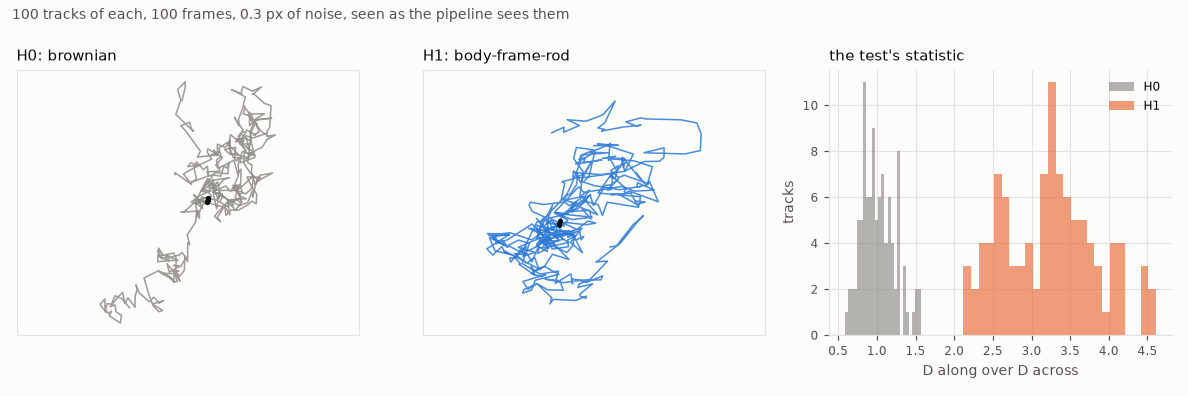 100 tracks of each, 100 frames, 0.3 px of noise, seen as the pipeline sees them
H0: brownian
H1: body-frame-rod
the test's statistic
H0
H1
tracks
10
8
6
4
2
0
0.5 1.0 1.5 2.0 2.5 3.0 3.5 4.0 4.5
D along over D across